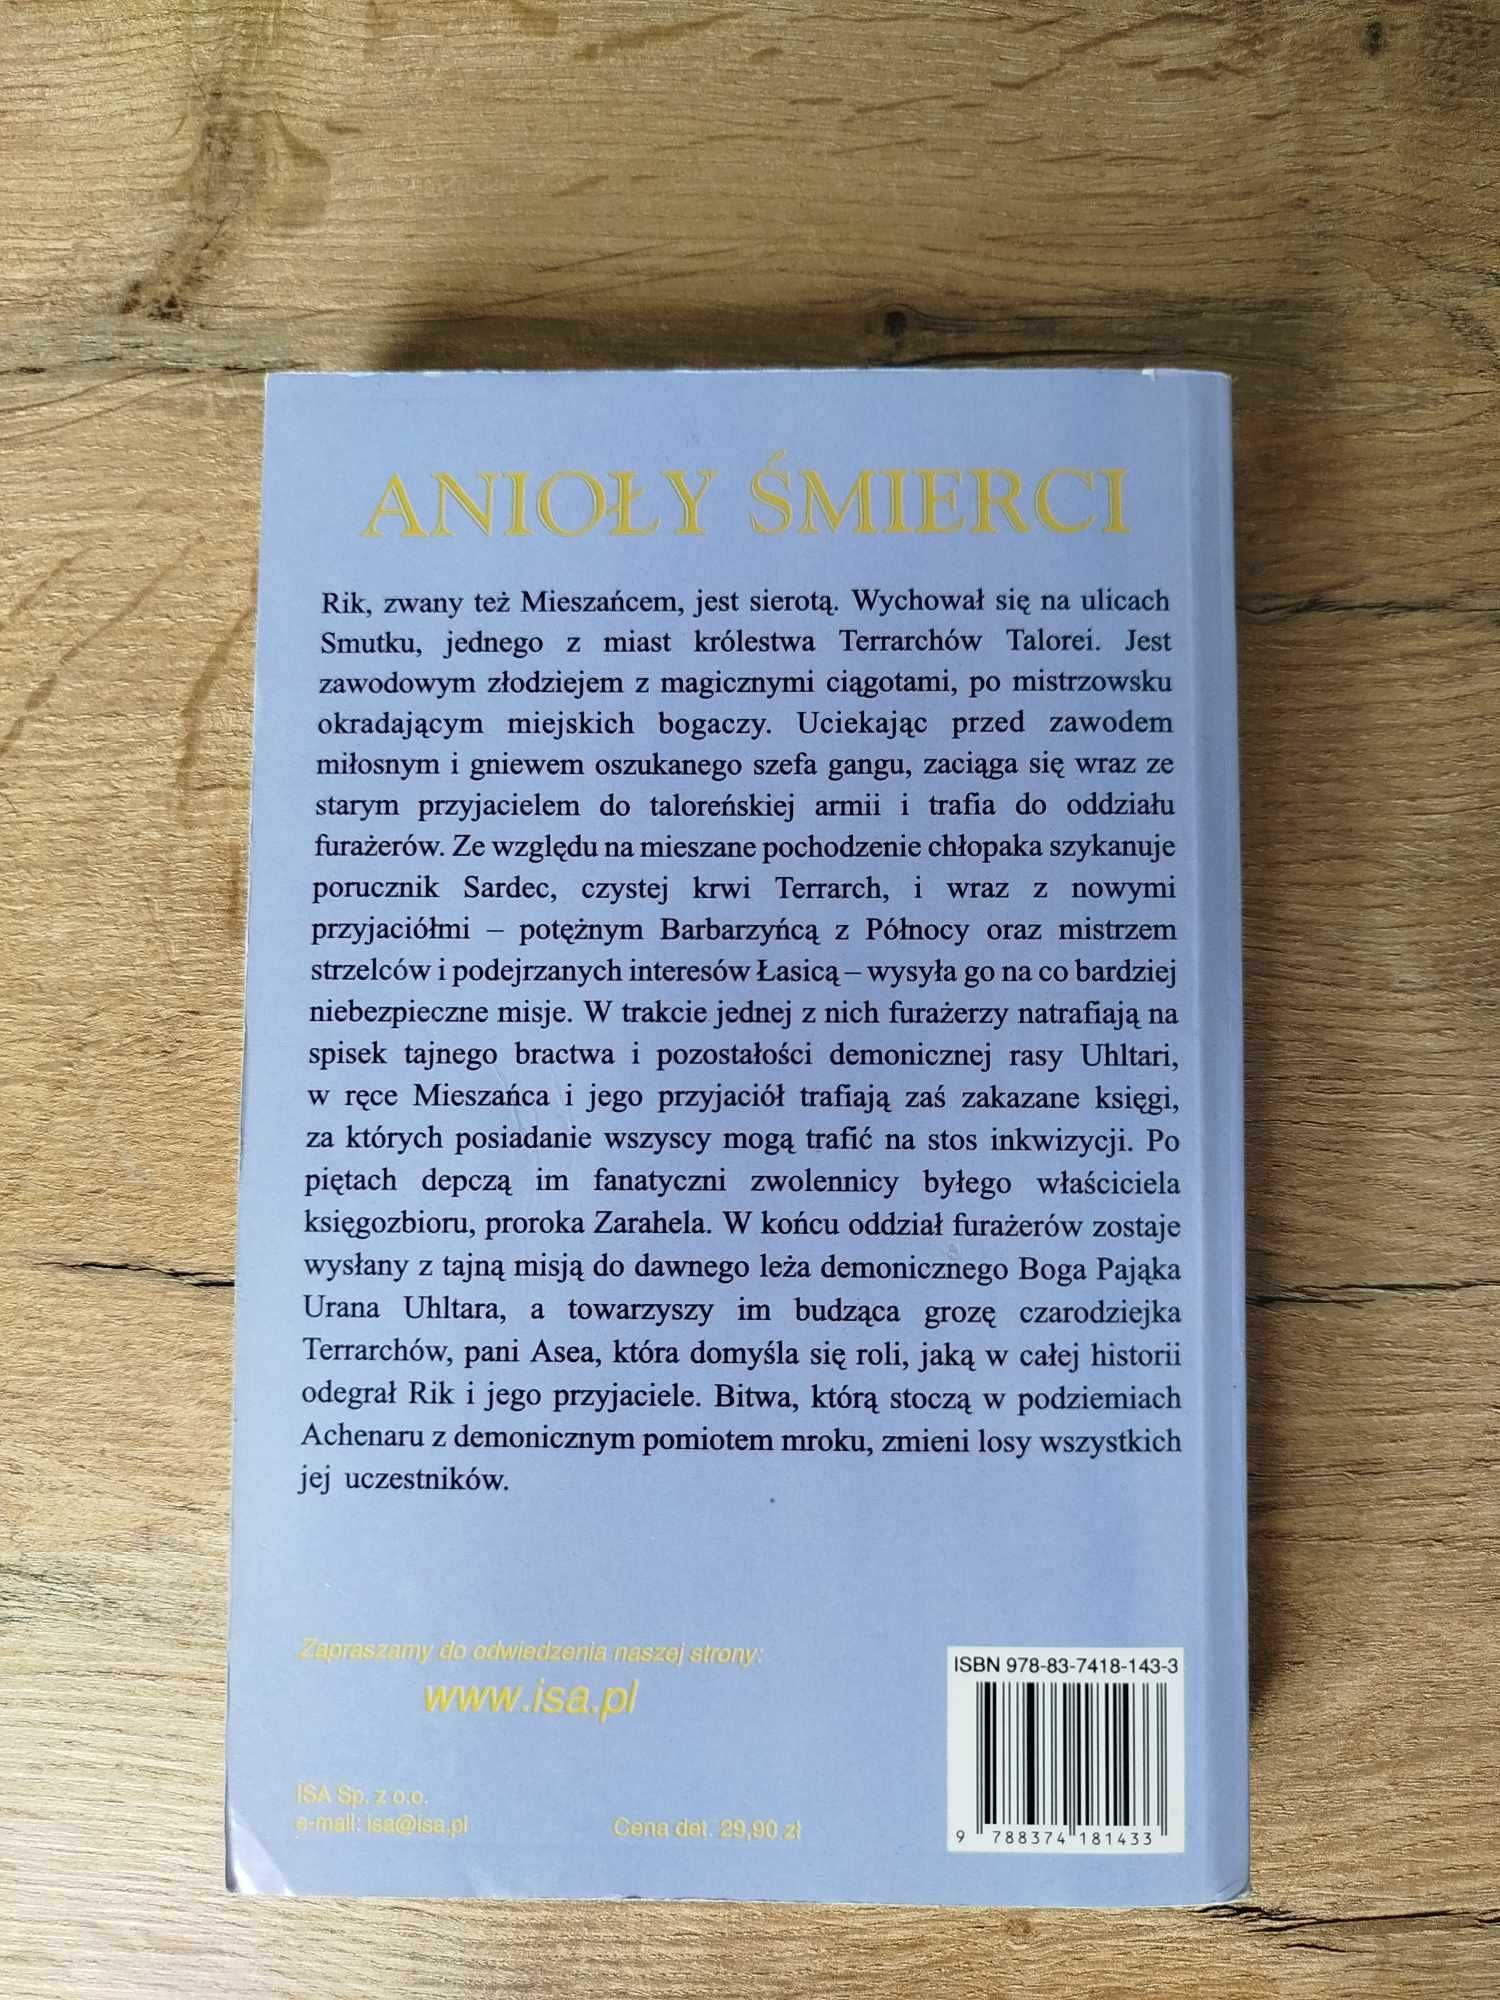 ANIOŁY ŚMIERCI
Rik, zwany też Mieszańcem, jest sierotą. Wychował się na ulicach
Smutku, jednego z miast królestwa Terrarchów Talorei. Jest
zawodowym złodziejem z magicznymi ciągotami, po mistrzowsku
okradającym miejskich bogaczy. Uciekając przed zawodem
miłosnym i gniewem oszukanego szefa gangu, zaciąga się wraz ze
starym przyjacielem do taloreńskiej armii i trafia do oddziału
furażerów. Ze względu na mieszane pochodzenie chłopaka szykanuje
porucznik Sardec, czystej krwi Terrarch, i wraz z nowymi
przyjaciółmi – potężnym Barbarzyńcą z Północy oraz mistrzem
strzelców i podejrzanych interesów Łasicą – wysyła go na co bardziej
niebezpieczne misje. W trakcie jednej z nich furażerzy natrafiają na
spisek tajnego bractwa i pozostałości demonicznej rasy Uhltari,
w ręce Mieszańca i jego przyjaciół trafiają zaś zakazane księgi,
za których posiadanie wszyscy mogą trafić na stos inkwizycji. Po
piętach depczą im fanatyczni zwolennicy byłego właściciela
księgozbioru, proroka Zarahela. W końcu oddział furażerów zostaje
wysłany z tajną misją do dawnego leża demonicznego Boga Pająka
Urana Uhltara, a towarzyszy im budząca grozę czarodziejka
Terrarchów, pani Asea, która domyśla się roli, jaką w całej historii
odegrał Rik i jego przyjaciele. Bitwa, którą stoczą w podziemiach
Achenaru z demonicznym pomiotem mroku, zmieni losy wszystkich
jej uczestników.
Zapraszamy do odwiedzenia naszej strony:
www.isa.pl
ISA Sp. z o.o.
e-mail: isa@isa.pl
Cena det. 29,90 zł
ISBN 978-83-7418-143-3
9 788374 181433